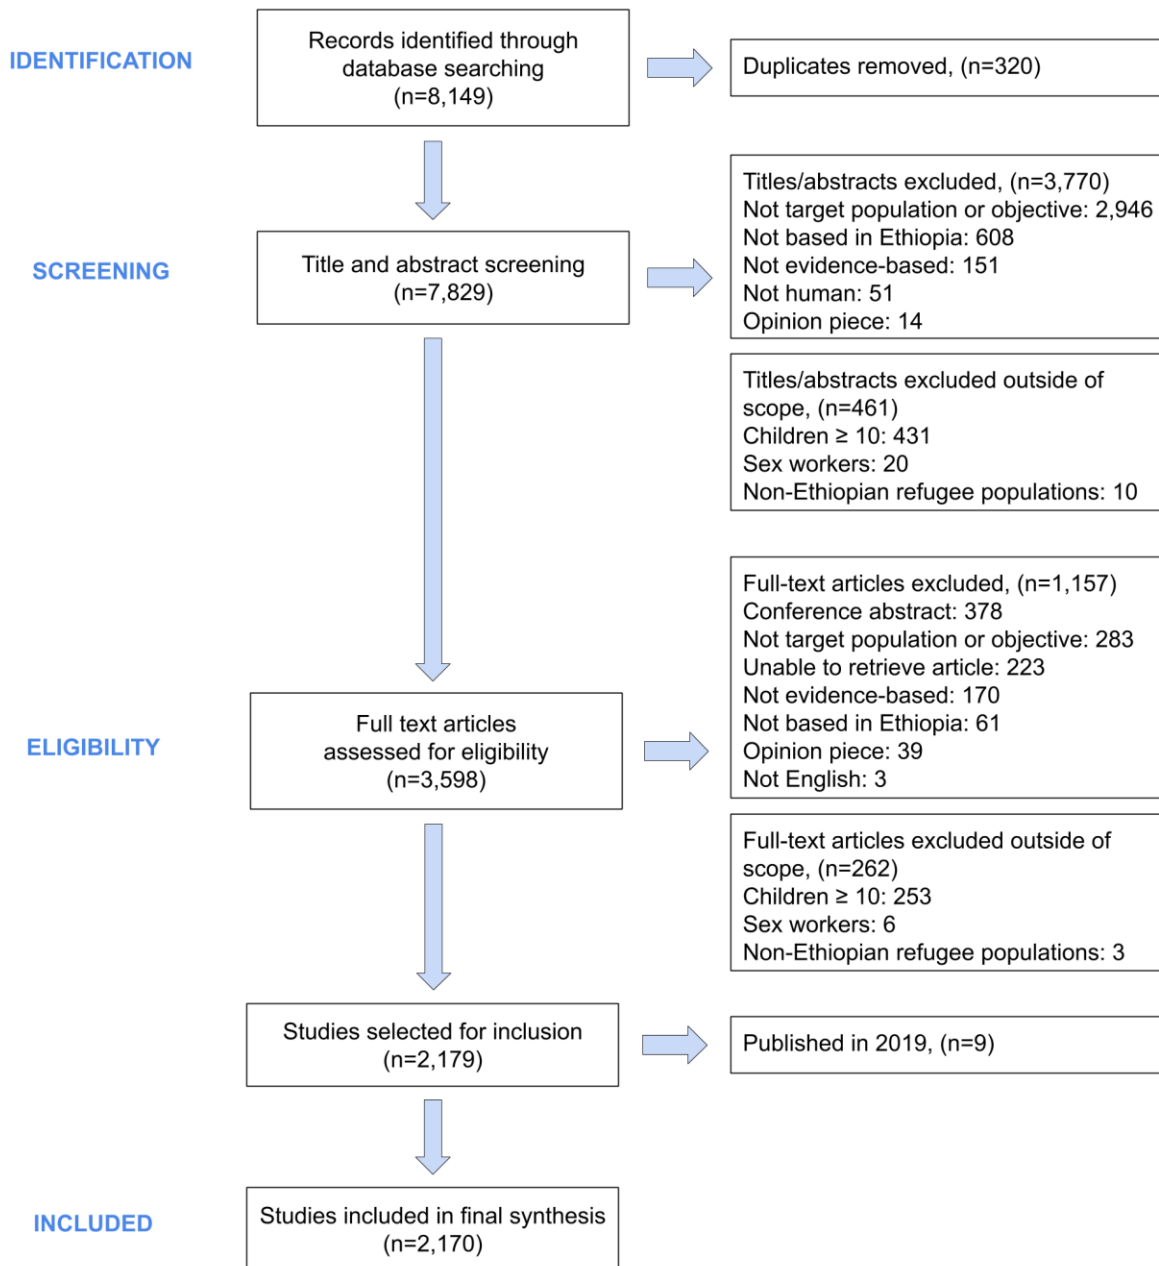 IDENTIFICATION
Records identified through
database searching
(n=8,149)
Duplicates removed, (n=320)
SCREENING
Title and abstract screening
(n=7,829)
Titles/abstracts excluded, (n=3,770)
Not target population or objective: 2,946
Not based in Ethiopia: 608
Not evidence-based: 151
Not human: 51
Opinion piece: 14
Titles/abstracts excluded outside of
scope, (n=461)
Children ≥ 10: 431
Sex workers: 20
Non-Ethiopian refugee populations: 10
ELIGIBILITY
Full text articles
assessed for eligibility
(n=3,598)
Full-text articles excluded, (n=1,157)
Conference abstract: 378
Not target population or objective: 283
Unable to retrieve article: 223
Not evidence-based: 170
Not based in Ethiopia: 61
Opinion piece: 39
Not English: 3
Full-text articles excluded outside of
scope, (n=262)
Children ≥ 10: 253
Sex workers: 6
Non-Ethiopian refugee populations: 3
Studies selected for inclusion
(n=2,179)
Published in 2019, (n=9)
INCLUDED
Studies included in final synthesis
(n=2,170)